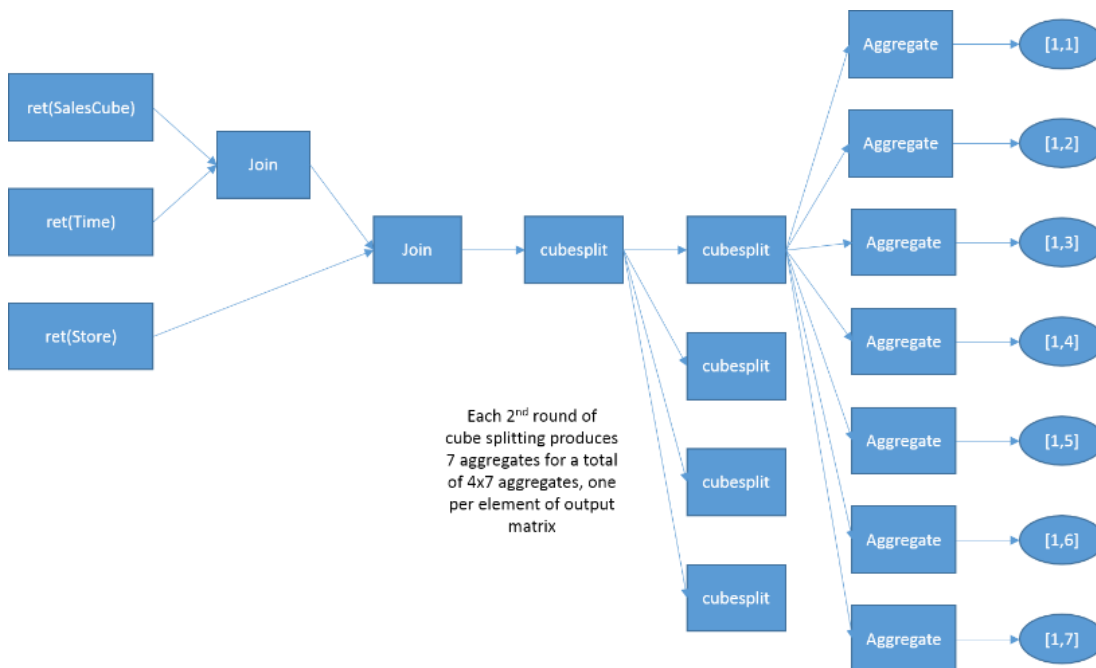 ret(SalesCube)
ret(Time)
ret(Store)
Join
Join
cubesplit
cubesplit
cubesplit
cubesplit
cubesplit
Each 2nd round of
cube splitting produces
7 aggregates for a total
of 4x7 aggregates, one
per element of output
matrix
Aggregate
[1,1]
Aggregate
[1,2]
Aggregate
[1,3]
Aggregate
[1,4]
Aggregate
[1,5]
Aggregate
[1,6]
Aggregate
[1,7]